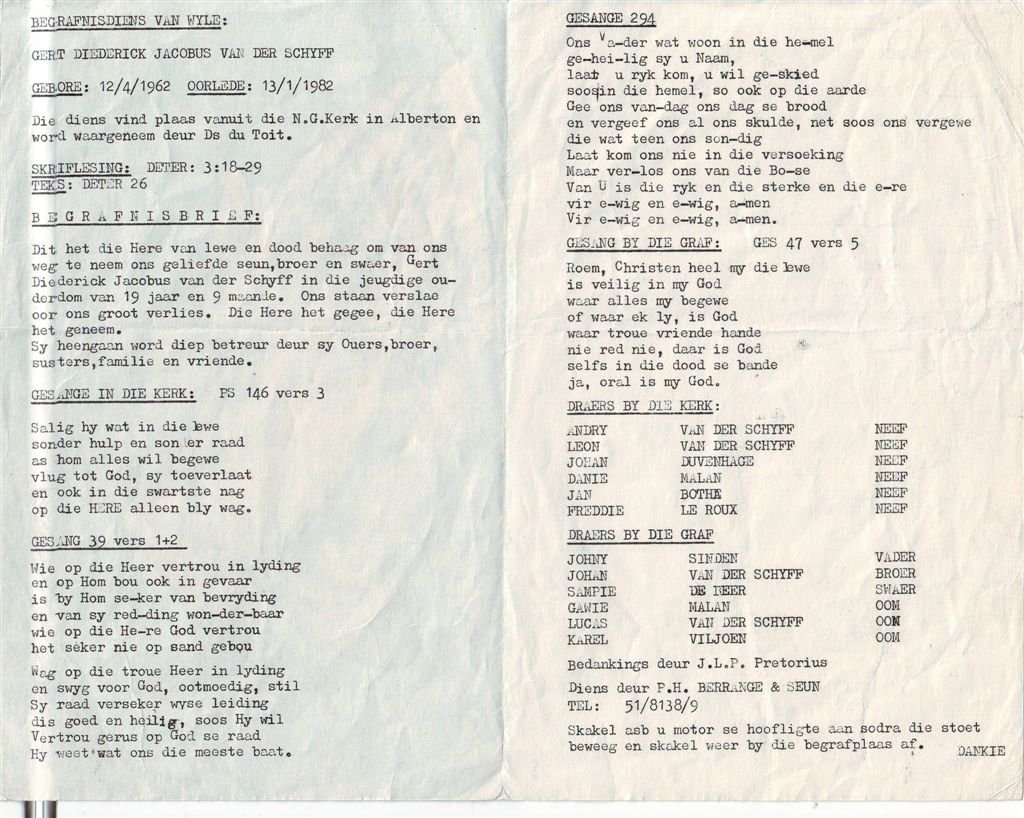 BEGRAFNISDIENS VAN WYLE:
GERT DIEDERICK JACOBUS VAN DER SCHYFF
GEBORE: 12/4/1962 OORLEDE: 13/1/1982
Die diens vind plaas vanuit die N.G.Kerk in Alberton en
word waargeneem deur Ds du Toit.
SKRIFLESING: DETER: 3:18-29
TEKS: DETER 26
B E G R A F N I S B R I E F:
Dit het die Here van lewe en dood behaag om van ons
weg te neem ons geliefde seun,broer en swaer, Gert
Diederick Jacobus van der Schyff in die jeugdige ou-
derdom van 19 jaar en 9 maande. Ons staan verslae
oor ons groot verlies. Die Here het gegee, die Here
het geneem.
Sy heengaan word diep betreur deur sy Ouers,broer,
susters,familie en vriende.
GESANGE IN DIE KERK: PS 146 vers 3
Salig hy wat in die lewe
sonder hulp en sonder raad
as hom alles wil begewe
vlug tot God, sy toeverlaat
en ook in die swartste nag
op die HERE alleen bly wag.
GESANG 39 vers 1+2
Wie op die Heer vertrou in lyding
en op Hom bou ook in gevaar
is by Hom se-ker van bevryding
en van sy red-ding won-der-baar
wie op die He-re God vertrou
het seker nie op sand gebou
Wag op die troue Heer in lyding
en swyg voor God, ootmoedig, stil
Sy raad verseker wyse leiding
dis goed en heilig, soos Hy wil
Vertrou gerus op God se raad
Hy weet wat ons die meeste baat.
GESANGE 294
Ons Va-der wat woon in die he-mel
ge-hei-lig sy u Naam,
laat u ryk kom, u wil ge-skied
soos in die hemel, so ook op die aarde
Gee ons van-dag ons dag se brood
en vergeef ons al ons skulde, net soos ons vergewe
die wat teen ons son-dig
Laat kom ons nie in die versoeking
Maar ver-los ons van die Bo-se
Van U is die ryk en die sterke en die e-re
vir e-wig en e-wig, a-men
Vir e-wig en e-wig, a-men.
GESANG BY DIE GRAF: GES 47 vers 5
Roem, Christen heel my die lewe
is veilig in my God
waar alles my begewe
of waar ek ly, is God
waar troue vriende hande
nie red nie, daar is God
selfs in die dood se bande
ja, oral is my God.
DRAERS BY DIE KERK:
ANDRY VAN DER SCHYFF NEEF
LEON VAN DER SCHYFF NEEF
JOHAN DUVENHAGE NEEF
DANIE MALAN NEEF
JAN BOTHA NEEF
FREDDIE LE ROUX NEEF
DRAERS BY DIE GRAF
JOHNY SINDEN VADER
JOHAN VAN DER SCHYFF BROER
SAMPIE DE BEER SWAER
GAWIE MALAN OOM
LUCAS VAN DER SCHYFF OOM
KAREL VILJOEN OOM
Bedankings deur J.L.P. Pretorius
Diens deur P.H. BERRANGE & SEUN
TEL: 51/8138/9
Skakel asb u motor se hoofligte aan sodra die stoet
beweeg en skakel weer by die begrafplaas af. DANKIE